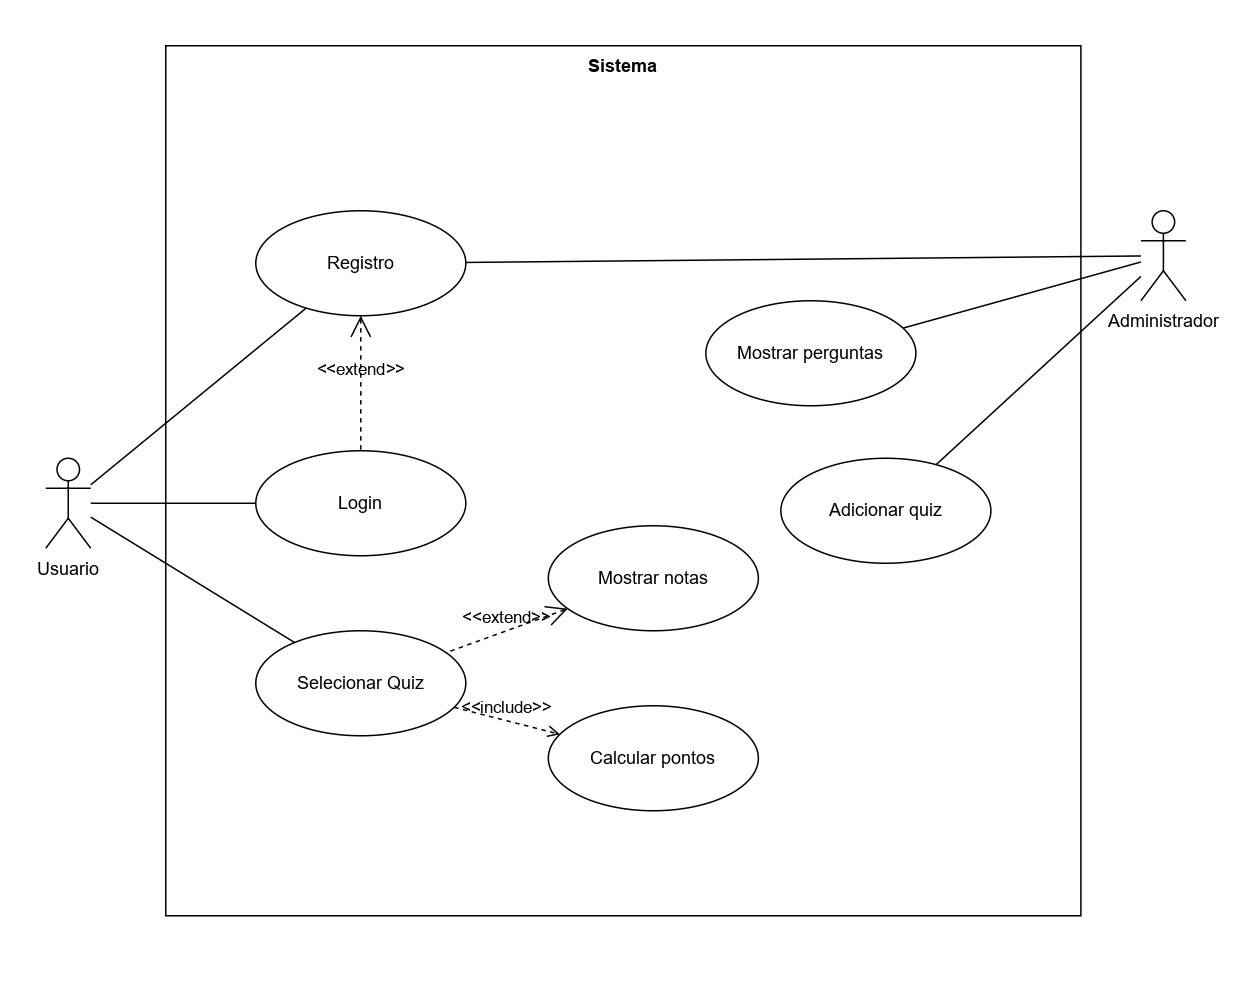 Sistema
Registro
Administrador
Mostrar perguntas
<<extend>>
Login
Adicionar quiz
Usuario
Mostrar notas
<<extend>>
Selecionar Quiz
<<include>>
Calcular pontos